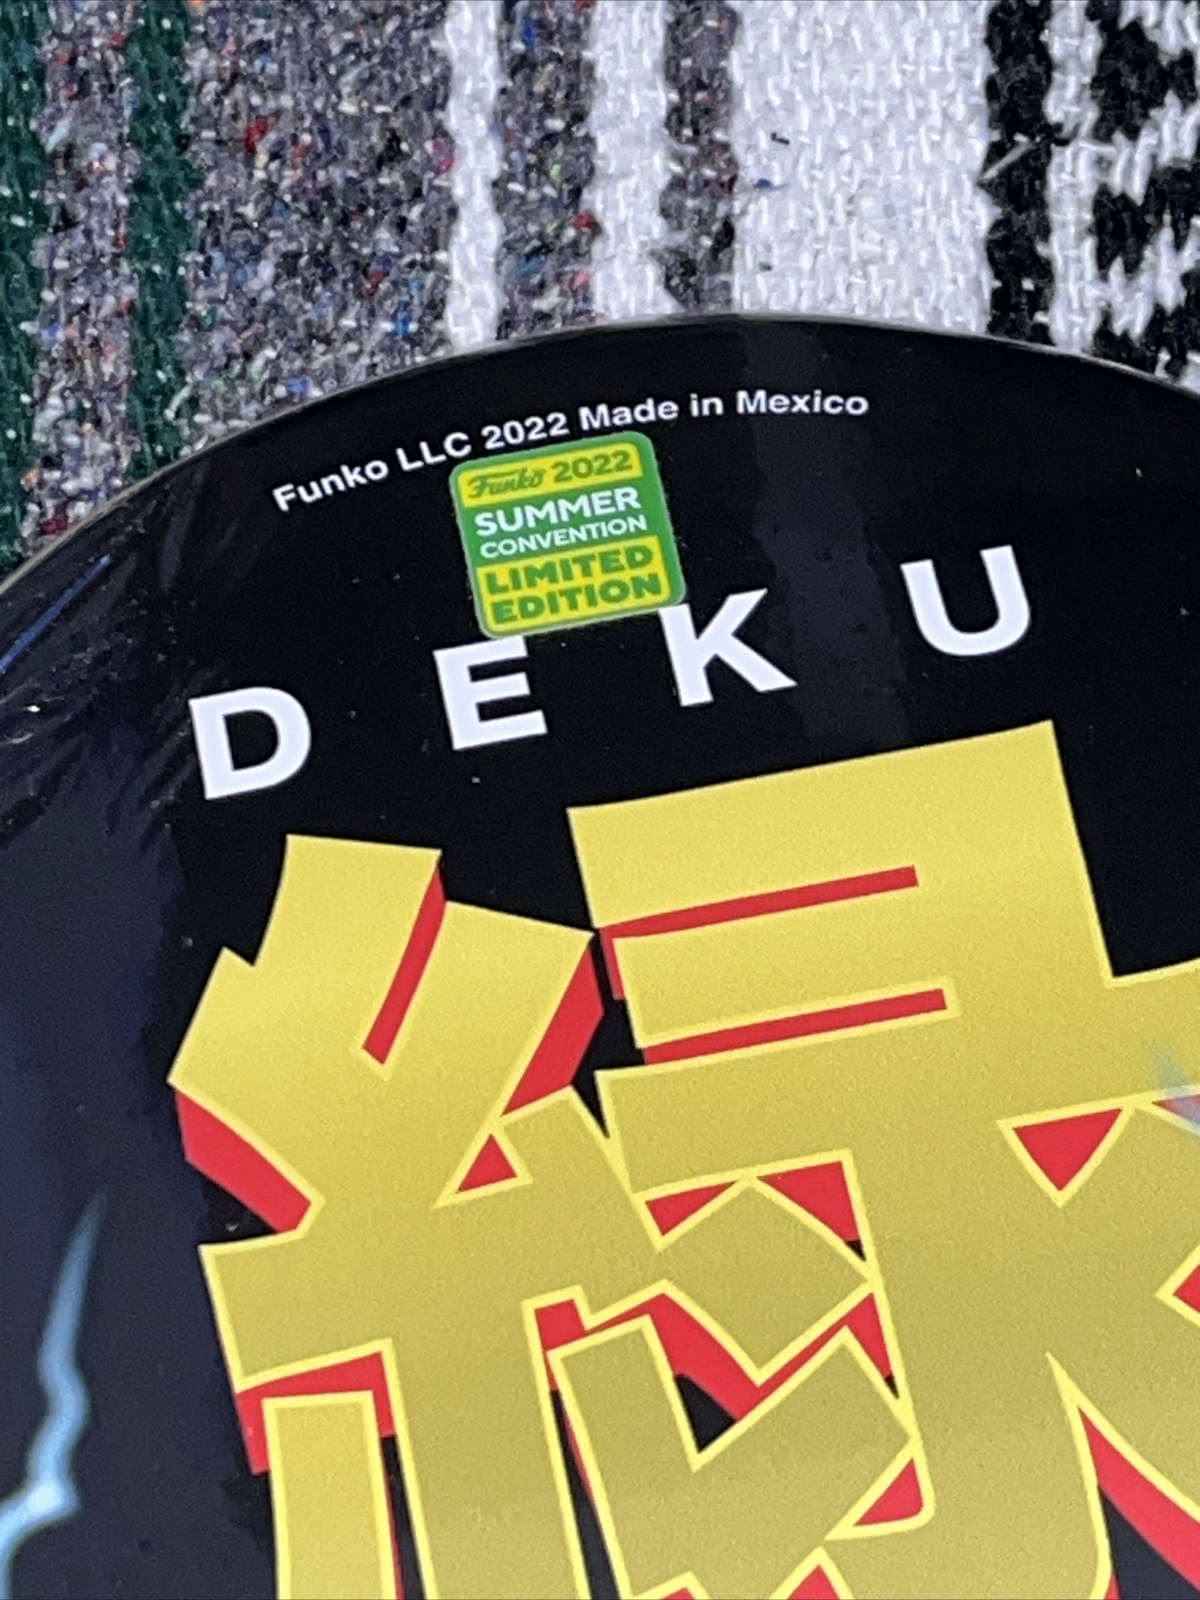 Funko LLC 2022 Made in Mexico
Funko 2022
SUMMER
CONVENTION
LIMITED
EDITION
DEKU